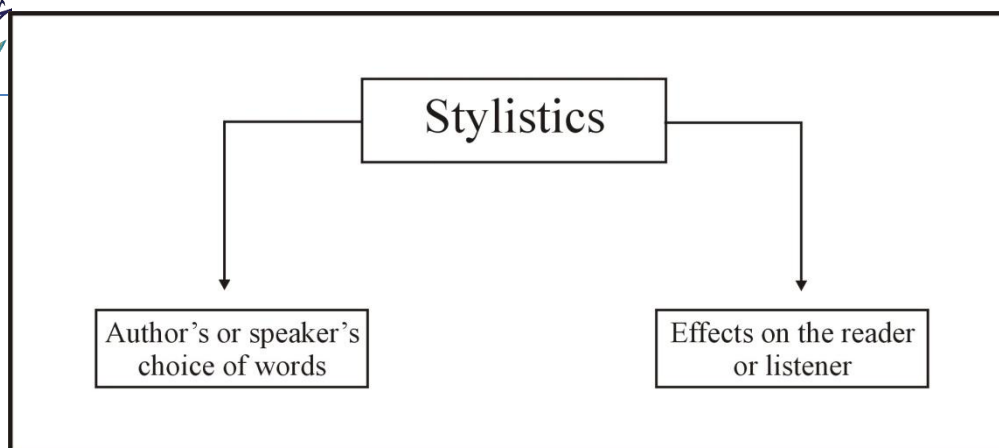 Stylistics
Author’s or speaker’s
choice of words
Effects on the reader
or listener